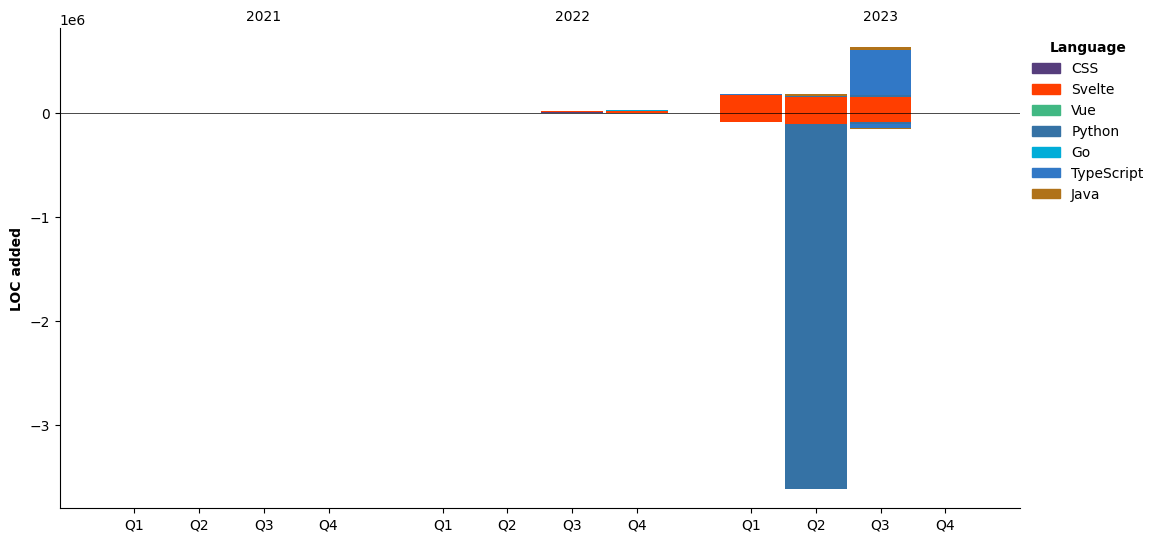 1e6
2021 2022 2023
Language
CSS
Svelte
Vue
Python
Go
TypeScript
Java
LOC added
0
−1
−2
−3
Q1 Q2 Q3 Q4 Q1 Q2 Q3 Q4 Q1 Q2 Q3 Q4